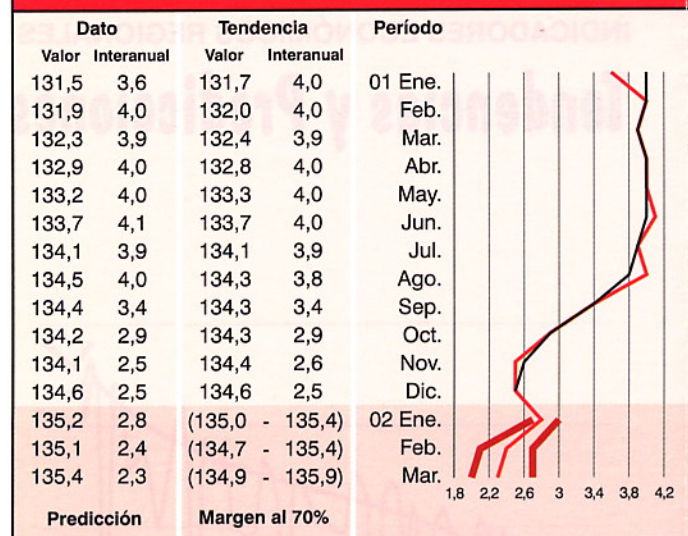 Dato Tendencia Período
Valor Interanual Valor Interanual
131,5 3,6 131,7 4,0 01 Ene.
131,9 4,0 132,0 4,0 Feb.
132,3 3,9 132,4 3,9 Mar.
132,9 4,0 132,8 4,0 Abr.
133,2 4,0 133,3 4,0 May.
133,7 4,1 133,7 4,0 Jun.
134,1 3,9 134,1 3,9 Jul.
134,5 4,0 134,3 3,8 Ago.
134,4 3,4 134,3 3,4 Sep.
134,2 2,9 134,3 2,9 Oct.
134,1 2,5 134,4 2,6 Nov.
134,6 2,5 134,6 2,5 Dic.
135,2 2,8 (135,0 - 135,4) 02 Ene.
135,1 2,4 (134,7 - 135,4) Feb.
135,4 2,3 (134,9 - 135,9) Mar.
1,8 2,2 2,6 3 3,4 3,8 4,2
Predicción Margen al 70%